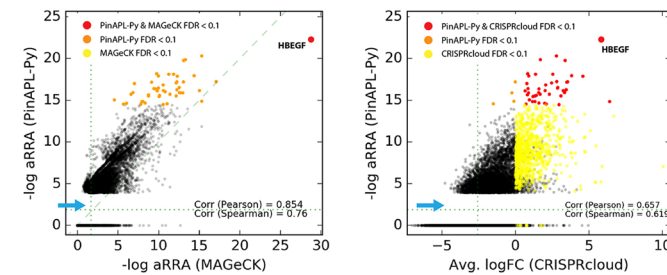 25
20
15
10
5
0
-log aRRA (PinAPL-Py)
PinAPL-Py & MAGeCK FDR < 0.1
PinAPL-Py FDR < 0.1
MAGeCK FDR < 0.1
HBEGF
Corr (Pearson) = 0.854
Corr (Spearman) = 0.76
0 5 10 15 20 25 30
-log aRRA (MAGeCK)
25
20
15
10
5
0
-log aRRA (PinAPL-Py)
PinAPL-Py & CRISPRcloud FDR < 0.1
PinAPL-Py FDR < 0.1
CRISPRcloud FDR < 0.1
HBEGF
Corr (Pearson) = 0.657
Corr (Spearman) = 0.619
−5 0 5
Avg. logFC (CRISPRcloud)